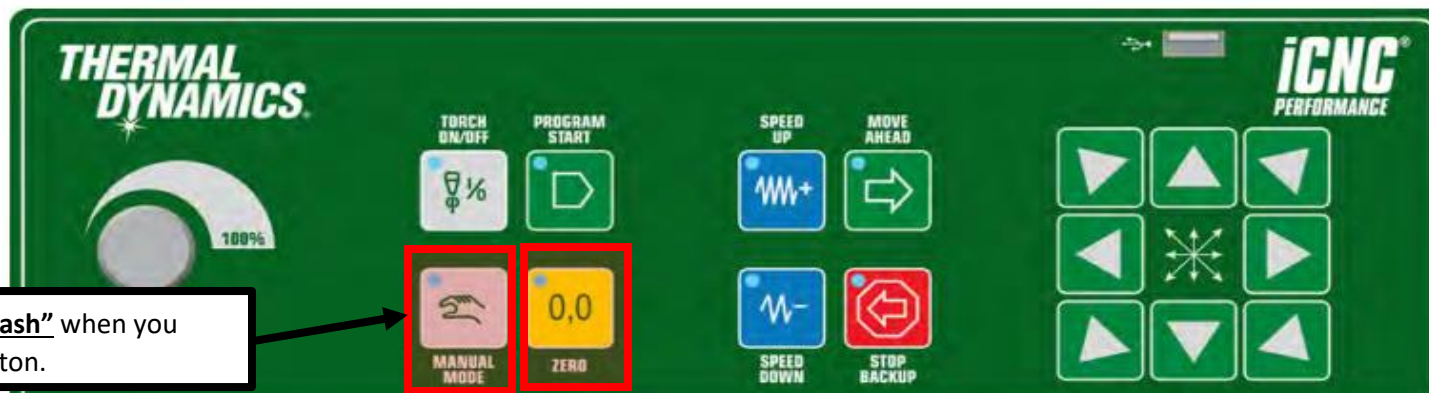 THERMAL
DYNAMICS.
iCNC®
PERFORMANCE
TORCH
ON/OFF
PROGRAM
START
SPEED
UP
MOVE
AHEAD
100%
0,0
MANUAL
MODE
ZERO
SPEED
DOWN
STOP
BACKUP
ash” when you
ton.